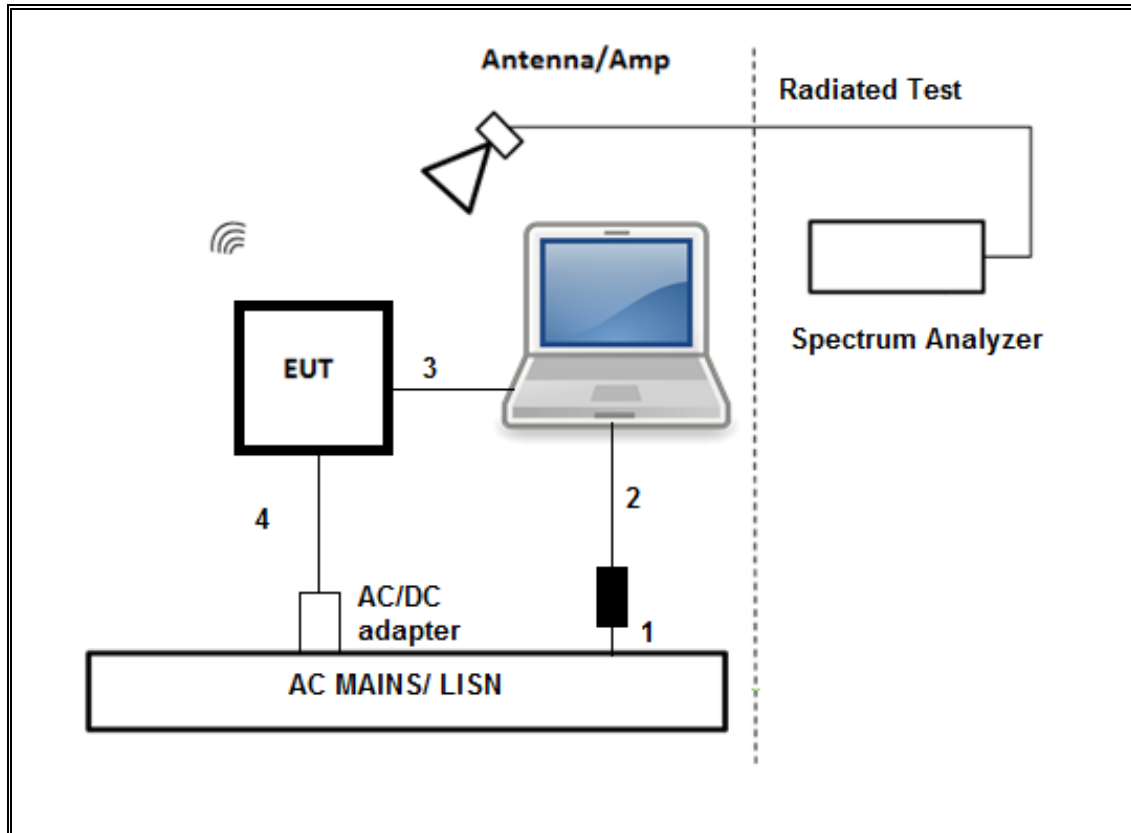 Antenna/Amp
Radiated Test
Spectrum Analyzer
EUT
3
2
4
AC/DC
adapter
1
AC MAINS/ LISN